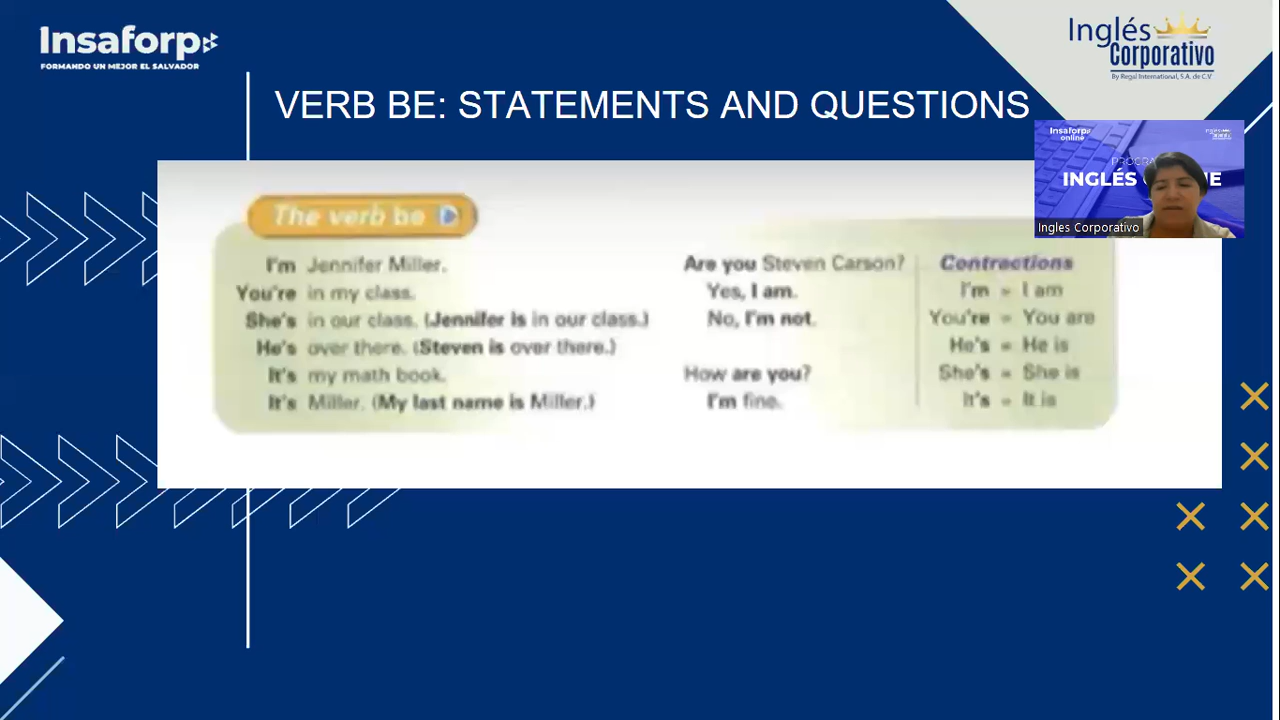 Insaforp
FORMANDO UN MEJOR EL SALVADOR
Inglés
Corporativo
By Regal International, S.A. de C.V
VERB BE: STATEMENTS AND QUESTIONS
Insaforp
online
PROGRA
INGLÉS O NE
Ingles Corporativo
The verb be
I'm Jennifer Miller.
You're in my class.
She's in our class. (Jennifer is in our class.)
He's over there. (Steven is over there.)
It's my math book.
It's Miller. (My last name is Miller.)
Are you Steven Carson?
Yes, I am.
No, I'm not.
How are you?
I'm fine.
Contractions
I'm = I am
You're = You are
He's = He is
She's = She is
It's = It is